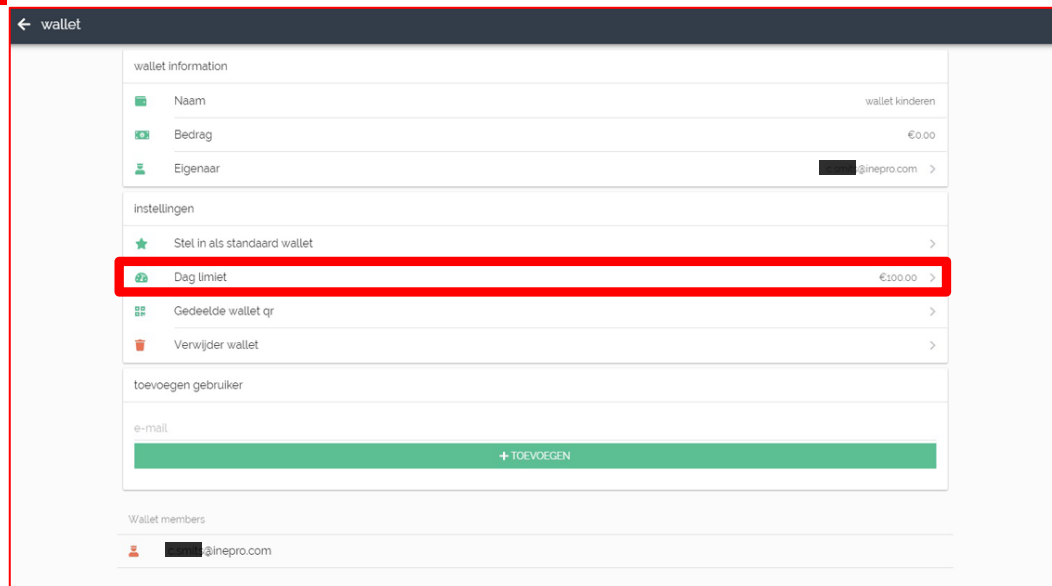 wallet
wallet information
Naam wallet kinderen
Bedrag €0.00
Eigenaar @inepro.com
instellingen
Stel in als standaard wallet
Dag limiet €100.00
Gedeelde wallet qr
Verwijder wallet
toevoegen gebruiker
e-mail
+ TOEVOEGEN
Wallet members
@inepro.com